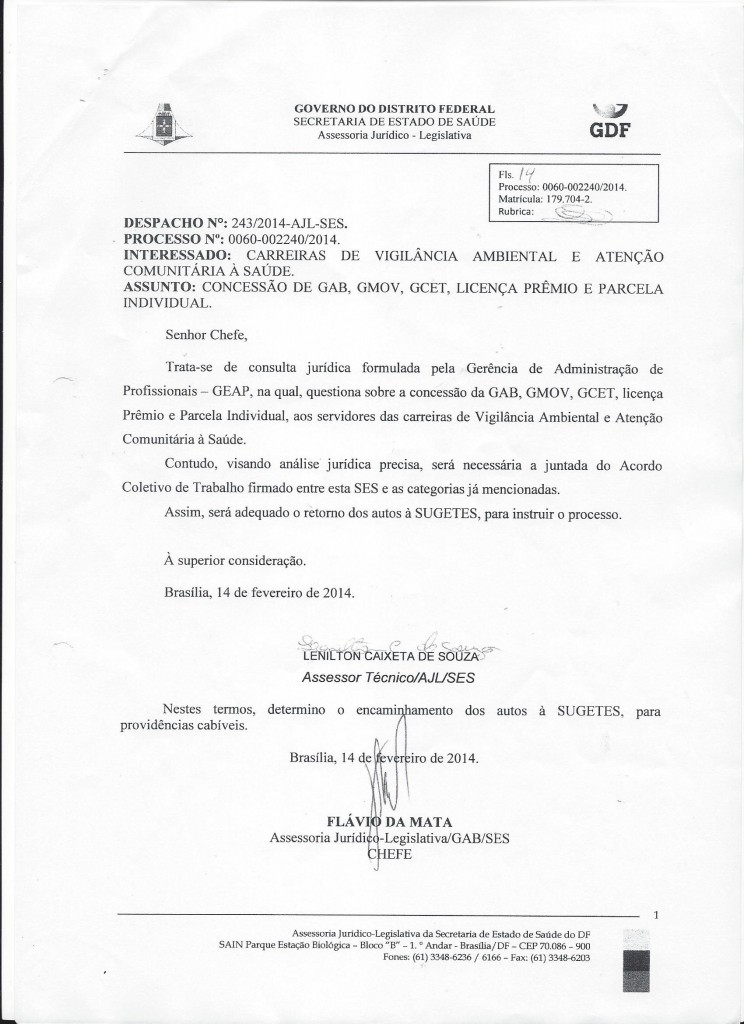 GOVERNO DO DISTRITO FEDERAL
SECRETARIA DE ESTADO DE SAÚDE
Assessoria Jurídico - Legislativa
GDF
Fls. 14
Processo: 0060-002240/2014.
Matrícula: 179.704-2.
Rubrica:
DESPACHO Nº: 243/2014-AJL-SES.
PROCESSO Nº: 0060-002240/2014.
INTERESSADO: CARREIRAS DE VIGILÂNCIA AMBIENTAL E ATENÇÃO
COMUNITÁRIA À SAÚDE.
ASSUNTO: CONCESSÃO DE GAB, GMOV, GCET, LICENÇA PRÊMIO E PARCELA
INDIVIDUAL.
Senhor Chefe,
Trata-se de consulta jurídica formulada pela Gerência de Administração de
Profissionais – GEAP, na qual, questiona sobre a concessão da GAB, GMOV, GCET, licença
Prêmio e Parcela Individual, aos servidores das carreiras de Vigilância Ambiental e Atenção
Comunitária à Saúde.
Contudo, visando análise jurídica precisa, será necessária a juntada do Acordo
Coletivo de Trabalho firmado entre esta SES e as categorias já mencionadas.
Assim, será adequado o retorno dos autos à SUGETES, para instruir o processo.
À superior consideração.
Brasília, 14 de fevereiro de 2014.
LENILTON CAIXETA DE SOUZA
Assessor Técnico/AJL/SES
Nestes termos, determino o encaminhamento dos autos à SUGETES, para
providências cabíveis.
Brasília, 14 de fevereiro de 2014.
FLÁVIO DA MATA
Assessoria Jurídico-Legislativa/GAB/SES
CHEFE
1
Assessoria Jurídico-Legislativa da Secretaria de Estado de Saúde do DF
SAIN Parque Estação Biológica – Bloco "B" – 1. º Andar - Brasília/DF – CEP 70.086 – 900
Fones: (61) 3348-6236 / 6166 – Fax: (61) 3348-6203